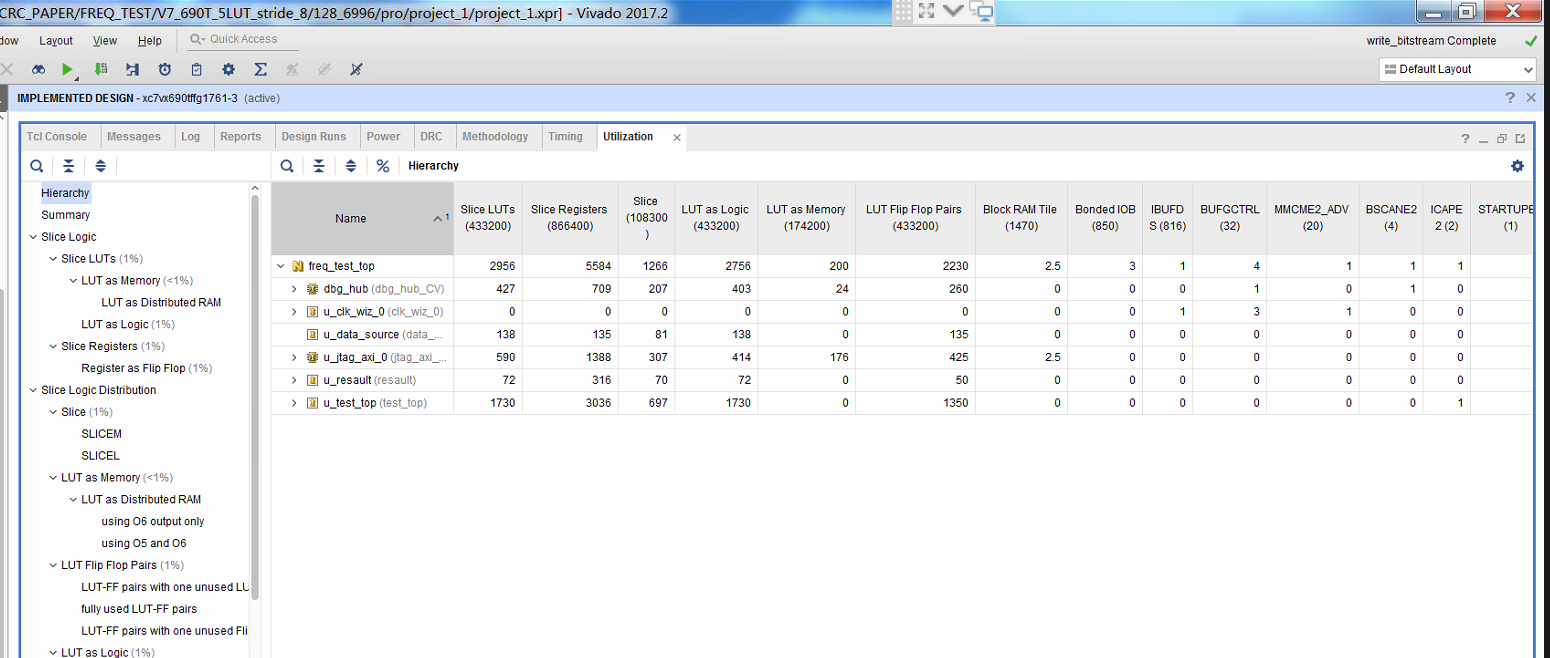 CRC_PAPER/FREQ_TEST/V7_690T_5LUT_stride_8/128_6996/pro/project_1/project_1.xpr] - Vivado 2017.2
dow Layout View Help Quick Access write_bitstream Complete
Default Layout
IMPLEMENTED DESIGN - xc7vx690tffg1761-3 (active)
Tcl Console Messages Log Reports Design Runs Power DRC Methodology Timing Utilization
Hierarchy
Hierarchy
Summary
Slice Logic
Slice LUTs (1%)
LUT as Memory (<1%)
LUT as Distributed RAM
LUT as Logic (1%)
Slice Registers (1%)
Register as Flip Flop (1%)
Slice Logic Distribution
Slice (1%)
SLICEM
SLICEL
LUT as Memory (<1%)
LUT as Distributed RAM
using O6 output only
using O5 and O6
LUT Flip Flop Pairs (1%)
LUT-FF pairs with one unused LU
fully used LUT-FF pairs
LUT-FF pairs with one unused Fli
LUT as Logic (1%)
Name 1 Slice LUTs (433200) Slice Registers (866400) Slice (108300 ) LUT as Logic (433200) LUT as Memory (174200) LUT Flip Flop Pairs (433200) Block RAM Tile (1470) Bonded IOB (850) IBUFD S (816) BUFGCTRL (32) MMCME2_ADV (20) BSCANE2 (4) ICAPE 2 (2) STARTUPE (1)
freq_test_top 2956 5584 1266 2756 200 2230 2.5 3 1 4 1 1 1
dbg_hub (dbg_hub_CV) 427 709 207 403 24 260 0 0 0 1 0 1 0
u_clk_wiz_0 (clk_wiz_0) 0 0 0 0 0 0 0 0 1 3 1 0 0
u_data_source (data_... 138 135 81 138 0 135 0 0 0 0 0 0 0
u_jtag_axi_0 (jtag_axi_... 590 1388 307 414 176 425 2.5 0 0 0 0 0 0
u_resault (resault) 72 316 70 72 0 50 0 0 0 0 0 0 0
u_test_top (test_top) 1730 3036 697 1730 0 1350 0 0 0 0 0 0 1